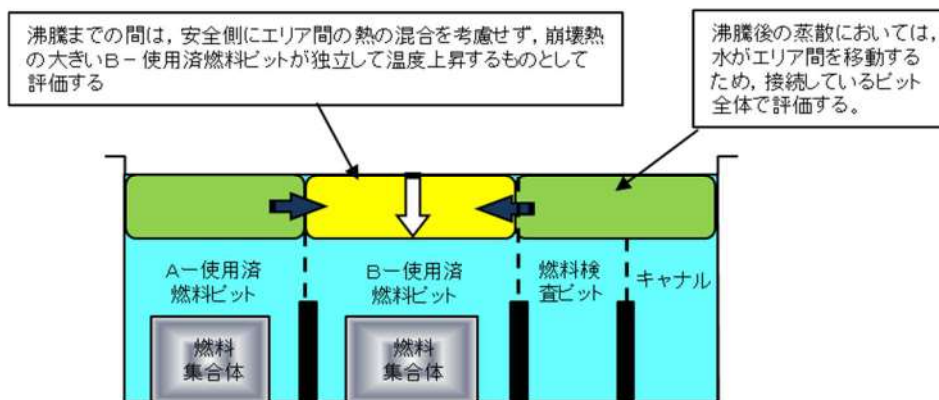 沸騰までの間は，安全側にエリア間の熱の混合を考慮せず，崩壊熱
の大きいB－使用済燃料ピットが独立して温度上昇するものとして
評価する
沸騰後の蒸散においては，
水がエリア間を移動する
ため，接続しているピット
全体で評価する。
A－使用済
燃料ピット
B－使用済
燃料ピット
燃料検
査ピット
キャナル
燃料
集合体
燃料
集合体